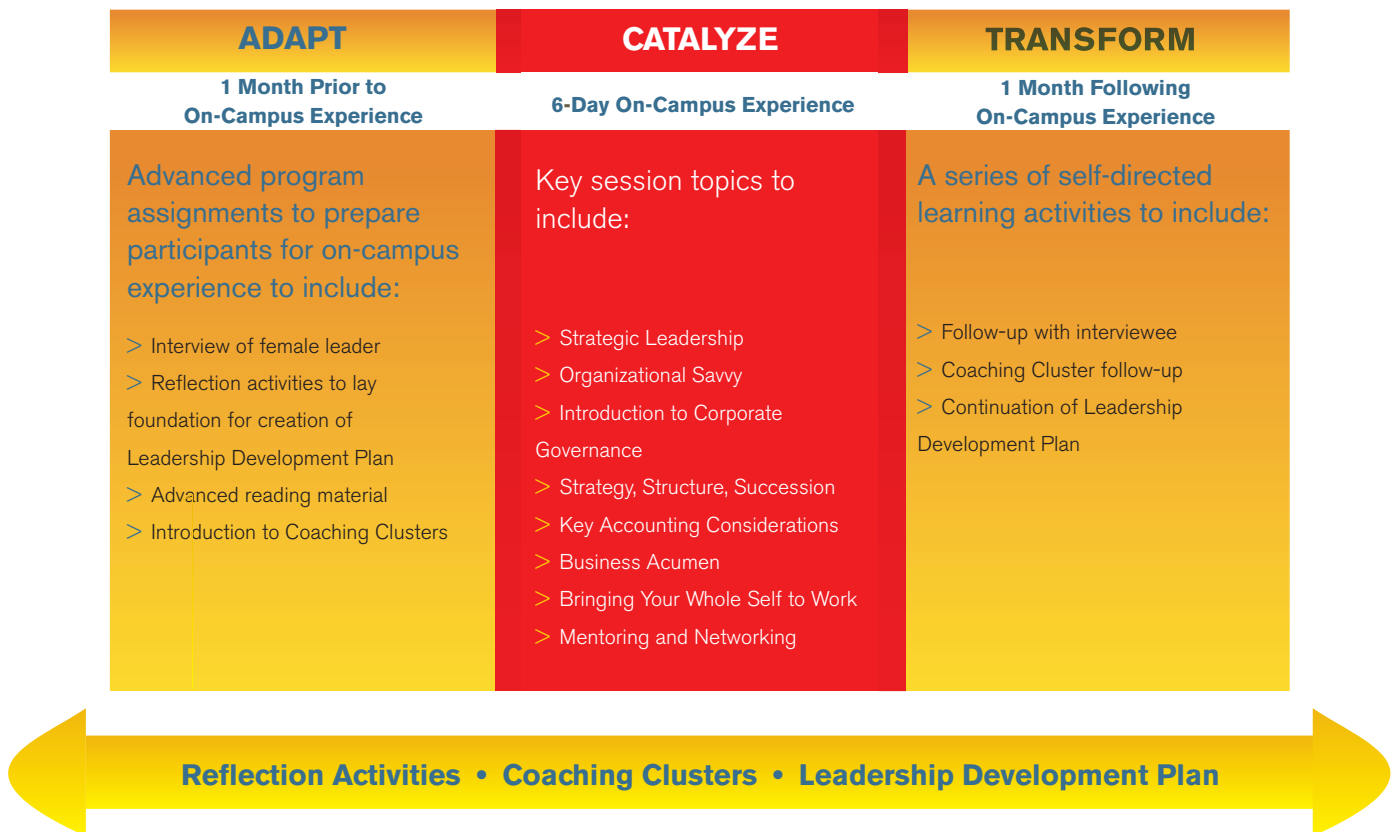 ADAPT
1 Month Prior to
On-Campus Experience
Advanced program
assignments to prepare
participants for on-campus
experience to include:
> Interview of female leader
> Reflection activities to lay
foundation for creation of
Leadership Development Plan
> Advanced reading material
> Introduction to Coaching Clusters
CATALYZE
6-Day On-Campus Experience
Key session topics to
include:
> Strategic Leadership
> Organizational Savvy
> Introduction to Corporate
Governance
> Strategy, Structure, Succession
> Key Accounting Considerations
> Business Acumen
> Bringing Your Whole Self to Work
> Mentoring and Networking
TRANSFORM
1 Month Following
On-Campus Experience
A series of self-directed
learning activities to include:
> Follow-up with interviewee
> Coaching Cluster follow-up
> Continuation of Leadership
Development Plan
Reflection Activities • Coaching Clusters • Leadership Development Plan